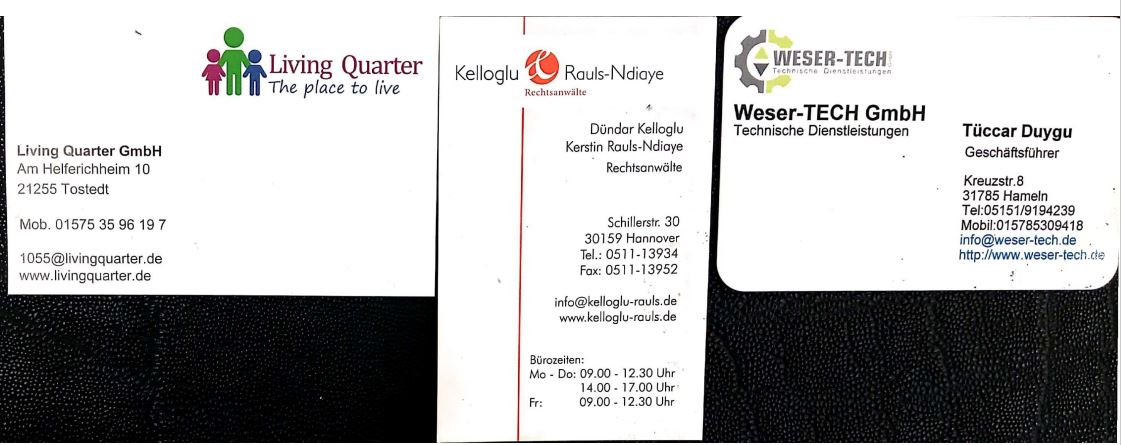 Living Quarter
The place to live
Living Quarter GmbH
Am Helferichheim 10
21255 Tostedt
Mob. 01575 35 96 19 7
1055@livingquarter.de
www.livingquarter.de
Kelloglu & Rauls-Ndiaye
Rechtsanwälte
Dündar Kelloglu
Kerstin Rauls-Ndiaye
Rechtsanwälte
Schillerstr. 30
30159 Hannover
Tel.: 0511-13934
Fax: 0511-13952
info@kelloglu-rauls.de
www.kelloglu-rauls.de
Bürozeiten:
Mo - Do: 09.00 - 12.30 Uhr
14.00 - 17.00 Uhr
Fr: 09.00 - 12.30 Uhr
WESER-TECH
Technische Dienstleistungen
Weser-TECH GmbH
Technische Dienstleistungen
Tüccar Duygu
Geschäftsführer
Kreuzstr.8
31785 Hameln
Tel:05151/9194239
Mobil:015785309418
info@weser-tech.de
http://www.weser-tech.de